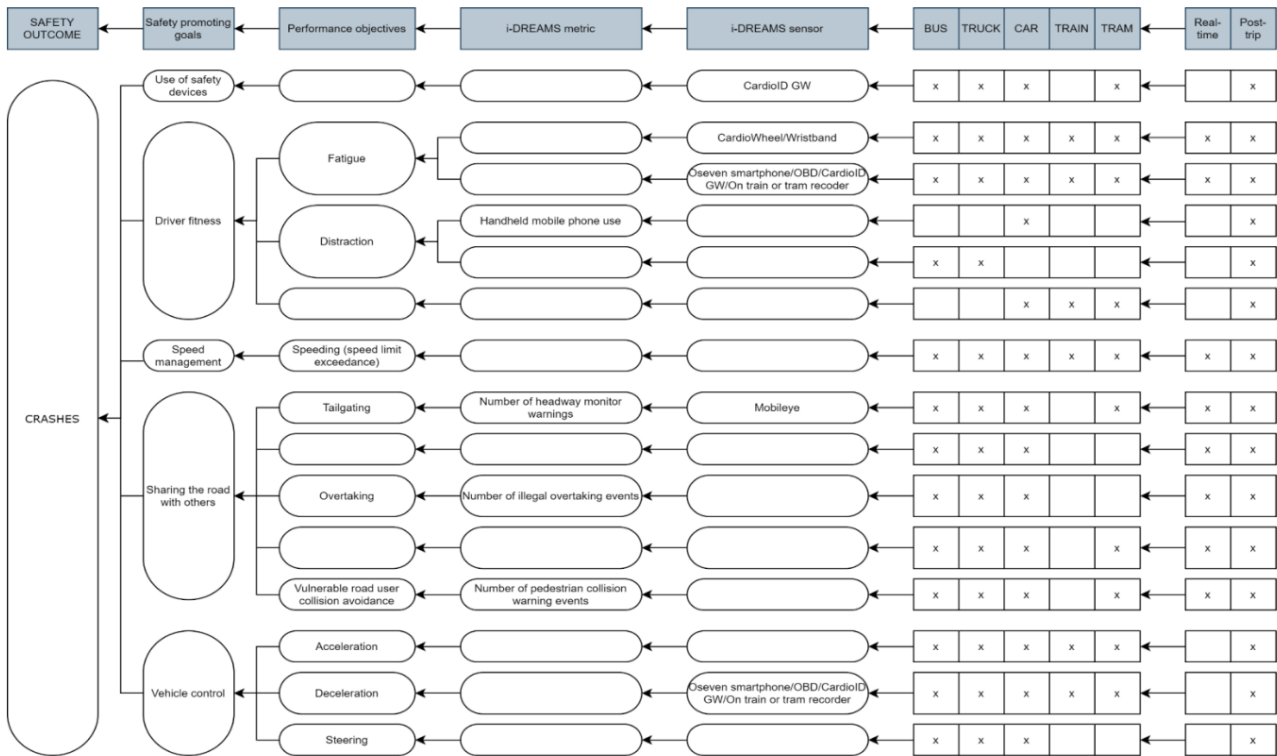 SAFETY
OUTCOME
Safety promoting
goals
Performance objectives
i-DREAMS metric
i-DREAMS sensor
BUS TRUCK CAR TRAIN TRAM
Real-
time
Post-
trip
Use of safety
devices
CardioID GW
x x x x x
CardioWheel/Wristband
x x x x x x x
Fatigue
Oseven smartphone/OBD/CardioID
GW/On train or tram recoder
x x x x x x x
Driver fitness
Handheld mobile phone use
x x
Distraction
x x x
x x x x
Speed
management
Speeding (speed limit
exceedance)
x x x x x x x
CRASHES
Tailgating
Number of headway monitor
warnings
Mobileye
x x x x x x
x x x x x
Sharing the road
with others
Overtaking
Number of illegal overtaking events
x x x x x
x x x x x x
Vulnerable road user
collision avoidance
Number of pedestrian collision
warning events
x x x x x x
Acceleration
x x x x x x
Vehicle control
Deceleration
Oseven smartphone/OBD/CardioID
GW/On train or tram recorder
x x x x x x
Steering
x x x x